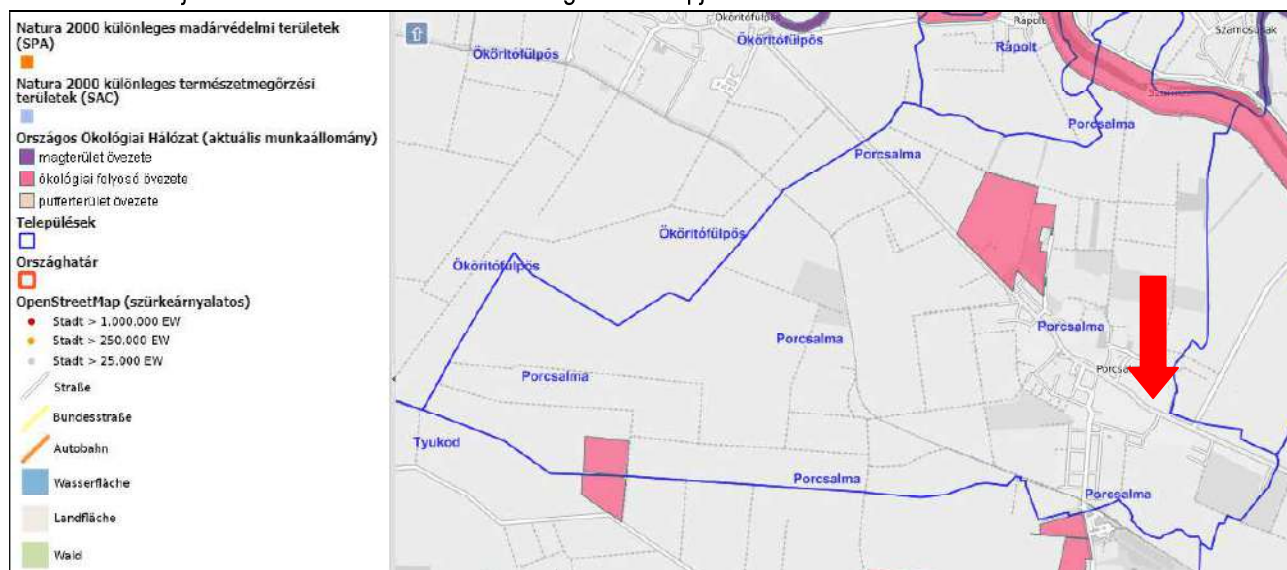 Natura 2000 különleges madárvédelmi területek
(SPA)
Natura 2000 különleges természetmegőrzési
területek (SAC)
Országos Ökológiai Hálózat (aktuális munkaállomány)
magterület övezete
ökológiai folyosó övezete
pufferterület övezete
Települések
Országhatár
OpenStreetMap (szürkeárnyalatos)
Stadt > 1.000.000 EW
Stadt > 250.000 EW
Stadt > 25.000 EW
Straße
Bundesstraße
Autobahn
Wasserfläche
Landfläche
Wald
Ököritófülpös
Ököritófülpös
Ököritófülpös
Rápolt
Rápolt
Szamos
Porcsalma
Porcsalma
Ököritófülpös
Ököritófülpös
Porcsalma
Porcsalma
Porcsalma
Tyukod
Porcsalma
Porcsalma